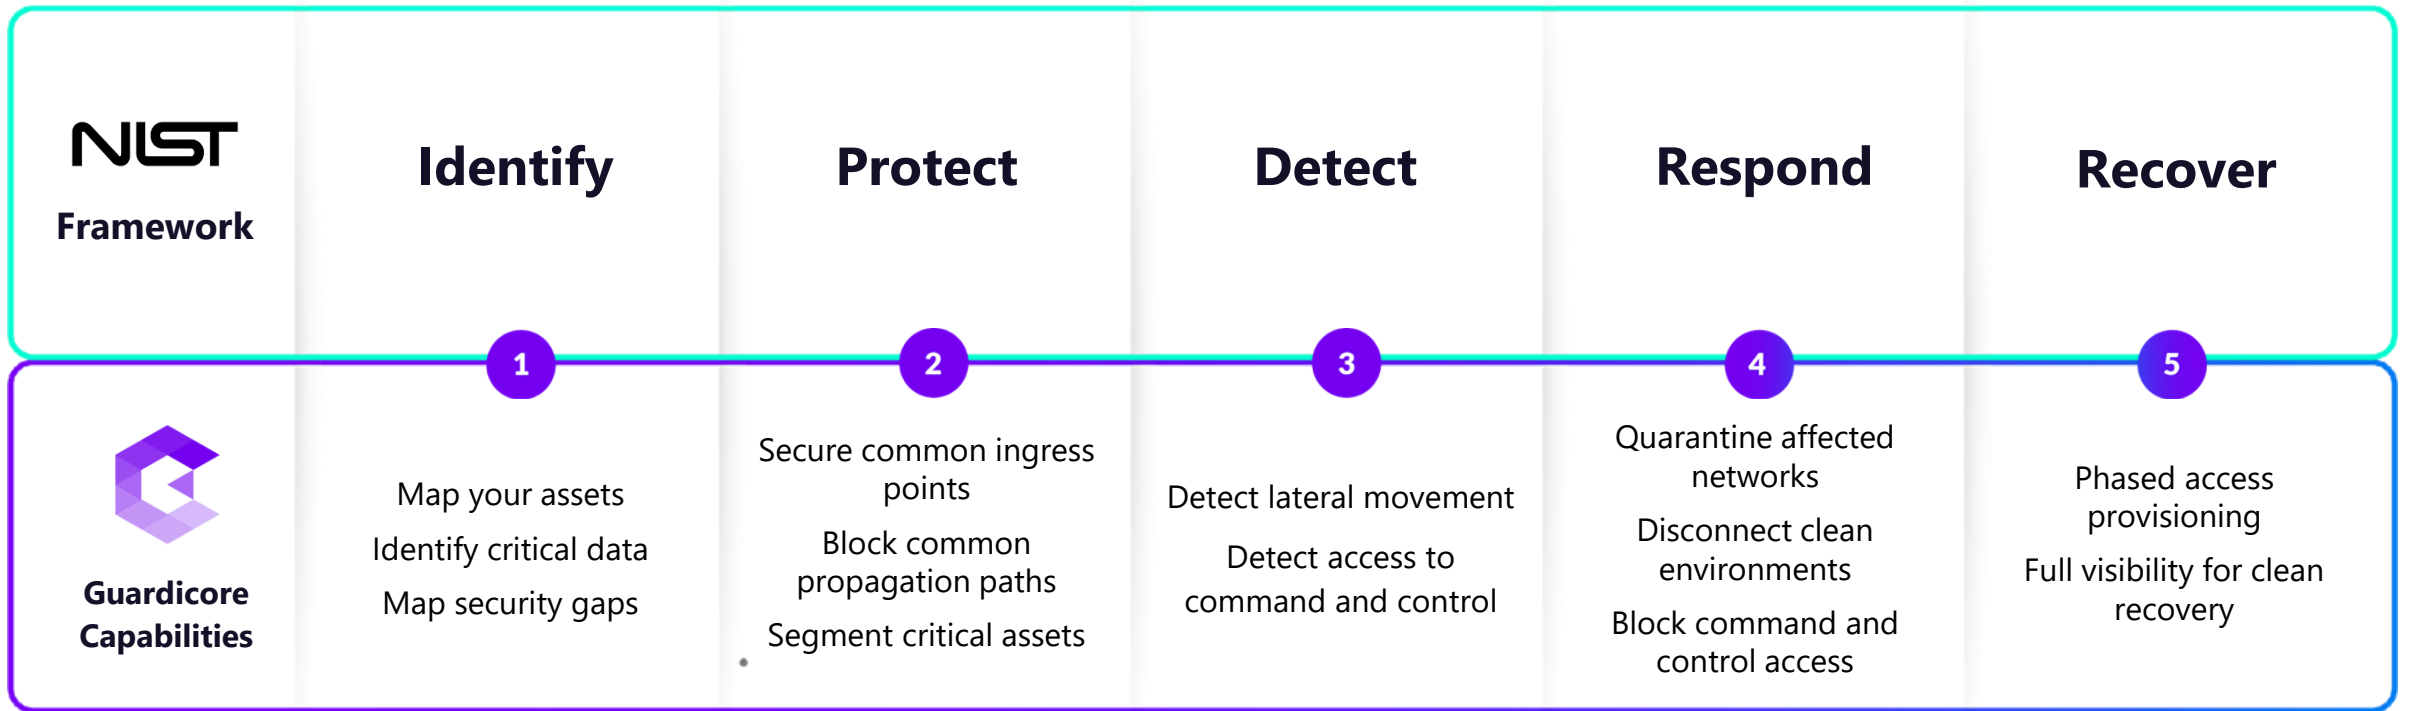 NIST
Framework
Identify
Protect
Detect
Respond
Recover
1
2
3
4
5
Guardicore
Capabilities
Map your assets
Identify critical data
Map security gaps
Secure common ingress
points
Block common
propagation paths
Segment critical assets
Detect lateral movement
Detect access to
command and control
Quarantine affected
networks
Disconnect clean
environments
Block command and
control access
Phased access
provisioning
Full visibility for clean
recovery